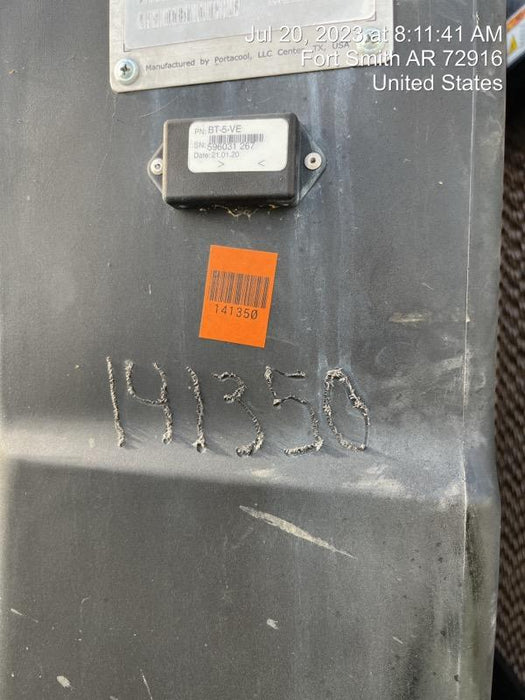 Jul 20, 2023 at 8:11:41 AM
Fort Smith AR 72916
United States
Manufactured by Portacool, LLC Center, TX, USA
PN: BT-5-VE
SN: 596031 267
Date: 21.01.20
> <
141350
141350